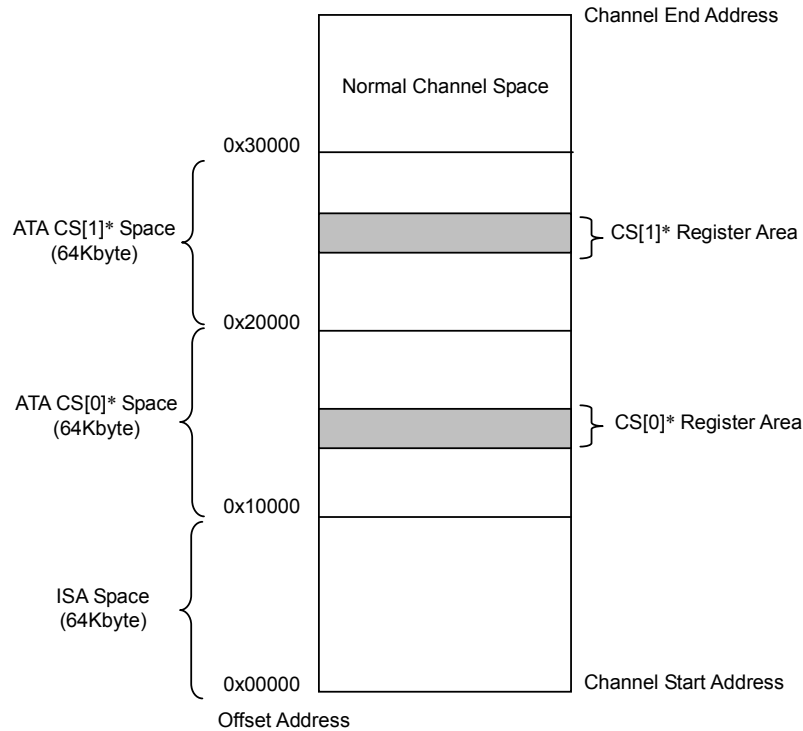 Channel End Address
Normal Channel Space
0x30000
ATA CS[1]* Space
(64Kbyte)
CS[1]* Register Area
0x20000
ATA CS[0]* Space
(64Kbyte)
CS[0]* Register Area
0x10000
ISA Space
(64Kbyte)
0x00000
Channel Start Address
Offset Address